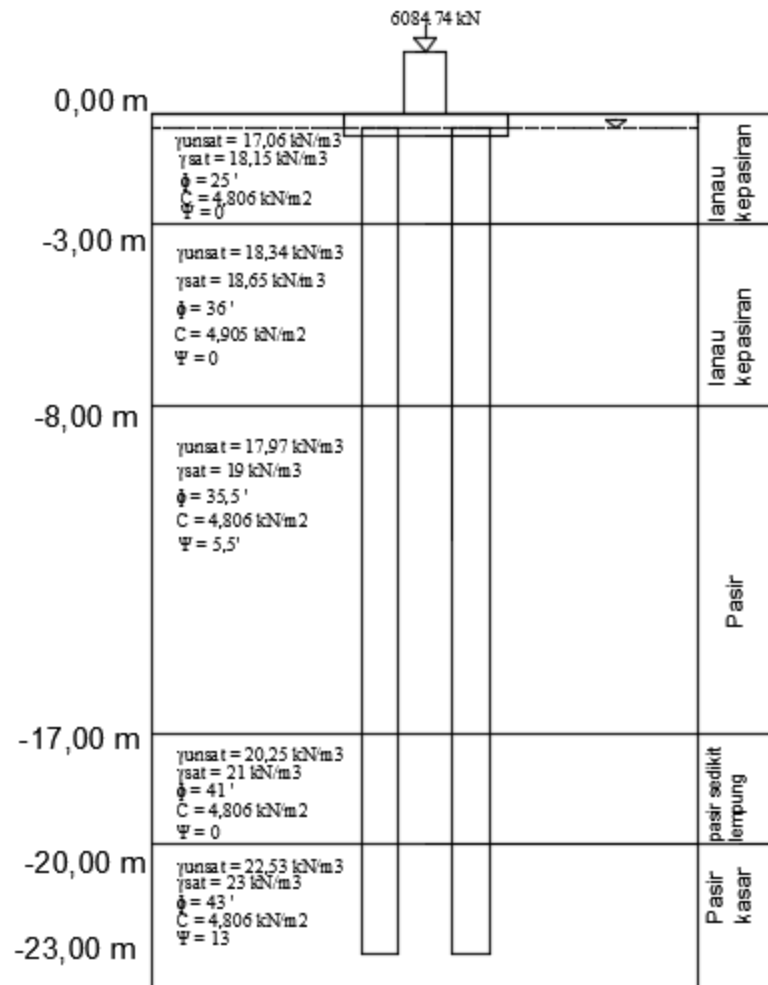 6084.74 kN
0,00 m
γunsat = 17,06 kN/m3
γsat = 18,15 kN/m3
ϕ = 25 '
C = 4,806 kN/m2
Ψ = 0
lanau
kepasiran
-3,00 m
γunsat = 18,34 kN/m3
γsat = 18,65 kN/m3
ϕ = 36 '
C = 4,905 kN/m2
Ψ = 0
lanau
kepasiran
-8,00 m
γunsat = 17,97 kN/m3
γsat = 19 kN/m3
ϕ = 35,5 '
C = 4,806 kN/m2
Ψ = 5,5'
Pasir
-17,00 m
γunsat = 20,25 kN/m3
γsat = 21 kN/m3
ϕ = 41 '
C = 4,806 kN/m2
Ψ = 0
pasir sedikit
lempung
-20,00 m
γunsat = 22,53 kN/m3
γsat = 23 kN/m3
ϕ = 43 '
C = 4,806 kN/m2
Ψ = 13
Pasir
kasar
-23,00 m